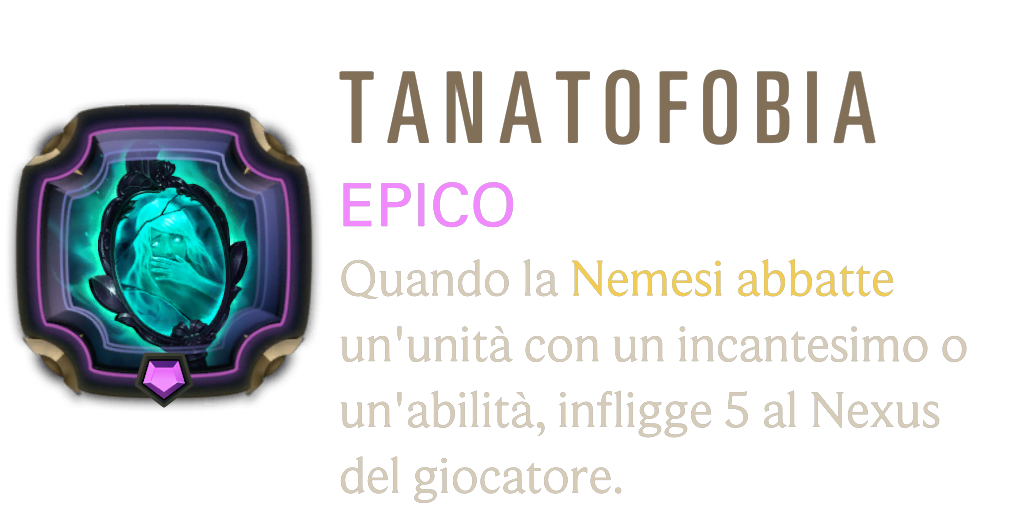 TANATOFOBIA
EPICO
Quando la Nemesi abbatte
un'unità con un incantesimo o
un'abilità, infligge 5 al Nexus
del giocatore.